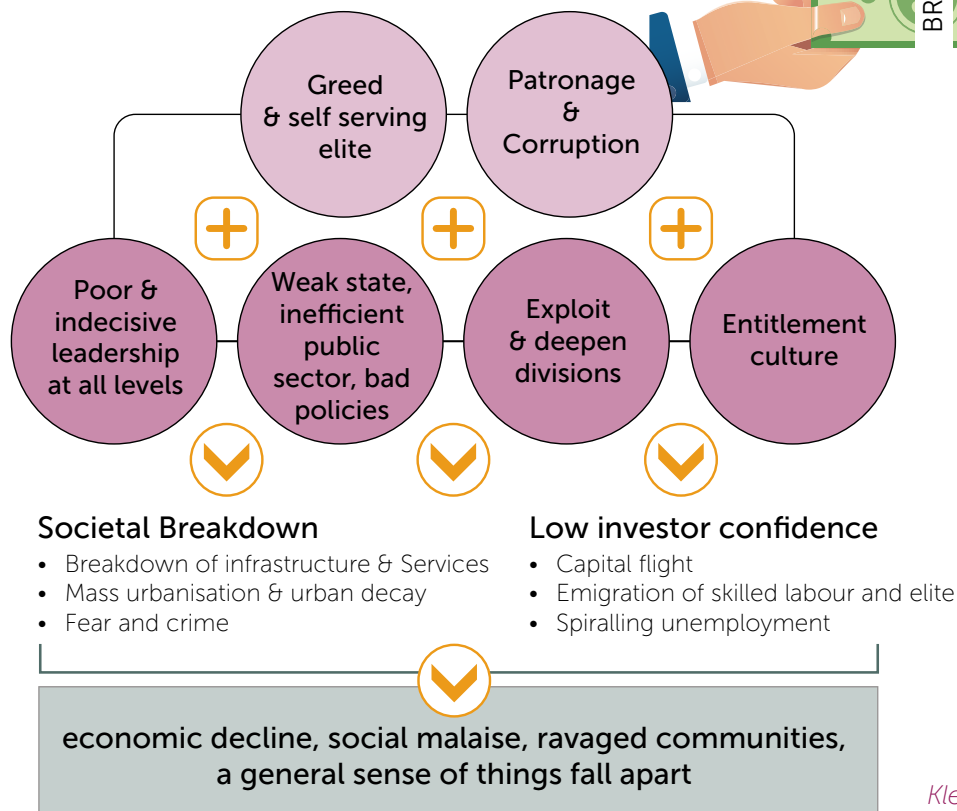 BR
Greed
& self serving
elite
Patronage
&
Corruption
Poor &
indecisive
leadership
at all levels
Weak state,
inefficient
public
sector, bad
policies
Exploit
& deepen
divisions
Entitlement
culture
Societal Breakdown
• Breakdown of infrastructure & Services
• Mass urbanisation & urban decay
• Fear and crime
Low investor confidence
• Capital flight
• Emigration of skilled labour and elite
• Spiralling unemployment
economic decline, social malaise, ravaged communities,
a general sense of things fall apart
Kle